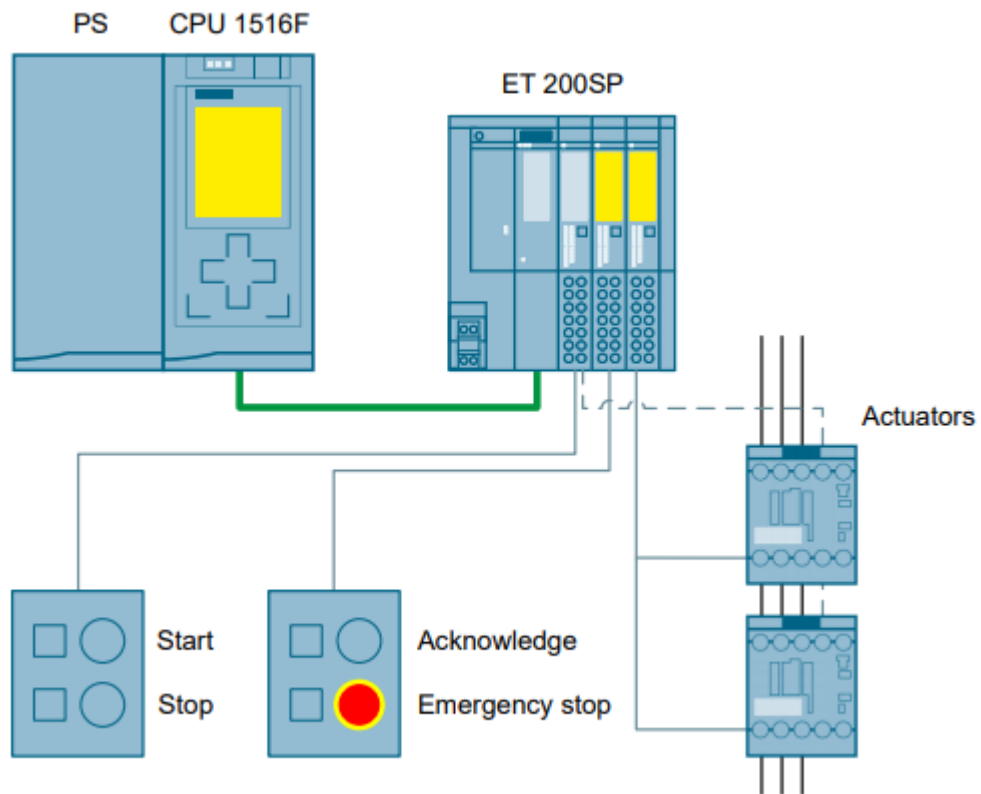 PS
CPU 1516F
ET 200SP
Actuators
Start
Acknowledge
Stop
Emergency stop